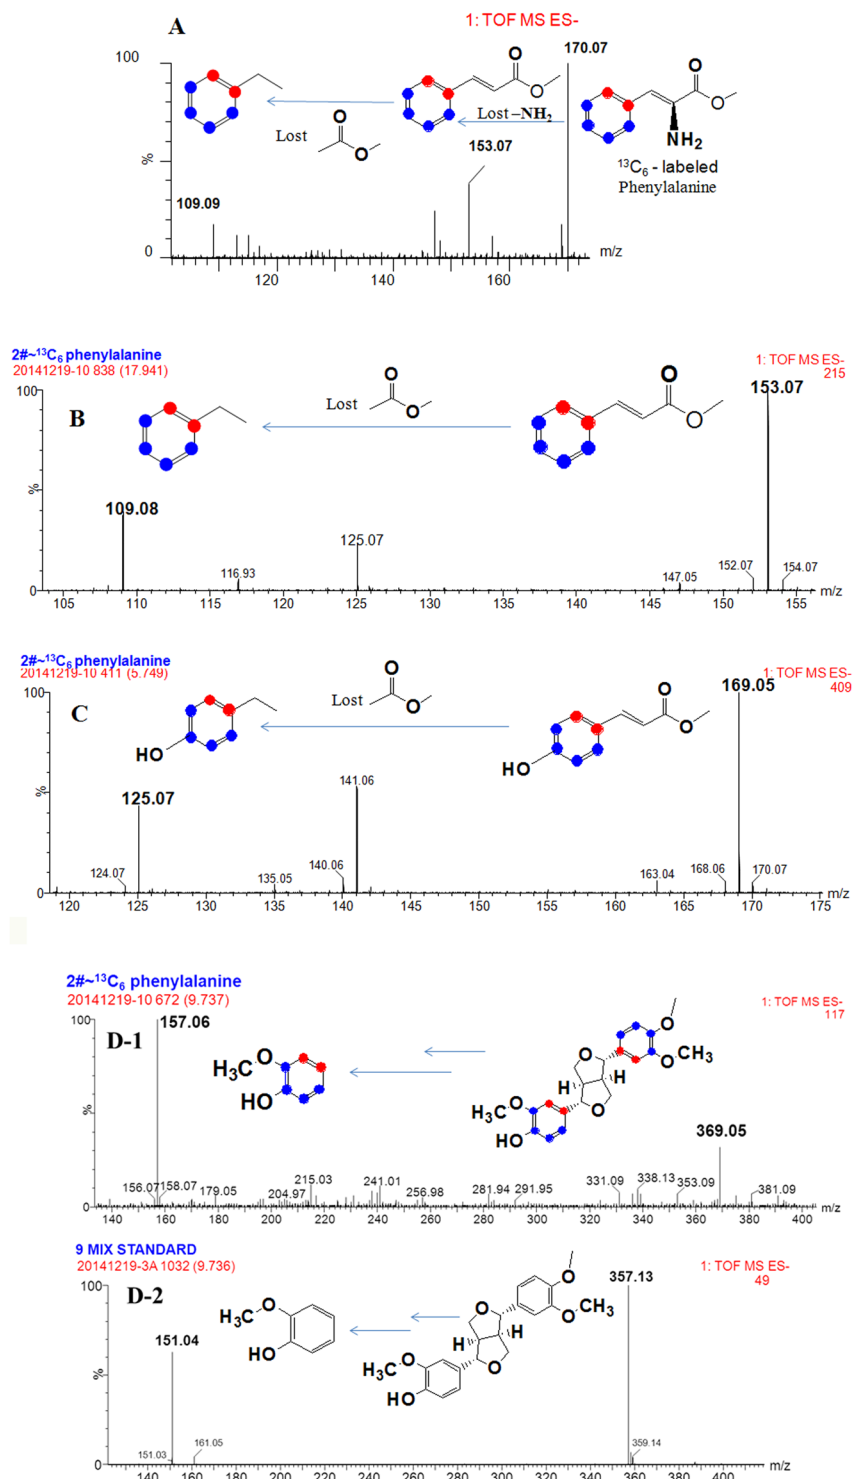 A
1: TOF MS ES-
100
170.07
O
O
Lost –NH₂
O
O
NH₂
Lost
O
O
%
153.07
¹³C₆ - labeled
Phenylalanine
109.09
0
m/z
120 140 160
2#~¹³C₆ phenylalanine
20141219-10 838 (17.941)
1: TOF MS ES-
215
100
B
Lost
O
O
O
O
153.07
%
109.08
125.07
116.93
147.05
152.07
154.07
0
m/z
105 110 115 120 125 130 135 140 145 150 155
2#~¹³C₆ phenylalanine
20141219-10 411 (5.749)
1: TOF MS ES-
409
100
C
Lost
O
O
HO
HO
O
O
169.05
%
125.07
141.06
124.07
135.05
140.06
163.04
168.06
170.07
0
m/z
120 125 130 135 140 145 150 155 160 165 170 175
2#~¹³C₆ phenylalanine
20141219-10 672 (9.737)
1: TOF MS ES-
117
100
157.06
D-1
H₃C
O
HO
O
O
CH₃
O
H
H
O
H₃C
O
HO
%
369.05
156.07
158.07
179.05
204.97
215.03
241.01
256.98
281.94
291.95
331.09
338.13
353.09
381.09
0
m/z
140 160 180 200 220 240 260 280 300 320 340 360 380 400
9 MIX STANDARD
20141219-3A 1032 (9.736)
1: TOF MS ES-
49
100
D-2
357.13
H₃C
O
HO
O
O
CH₃
O
H
H
O
H₃C
O
HO
151.04
%
151.03
161.05
359.14
0
m/z
140 160 180 200 220 240 260 280 300 320 340 360 380 400